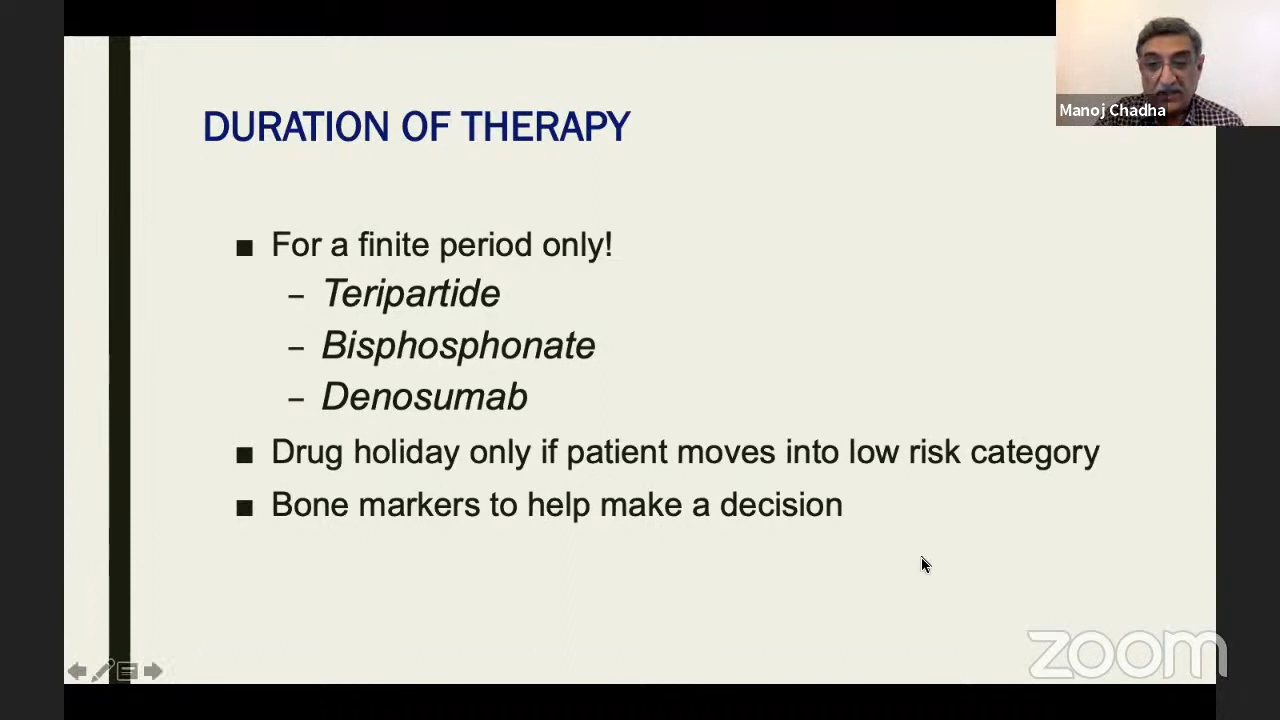 Manoj Chadha
DURATION OF THERAPY
■ For a finite period only!
– Teripartide
– Bisphosphonate
– Denosumab
■ Drug holiday only if patient moves into low risk category
■ Bone markers to help make a decision
zoom